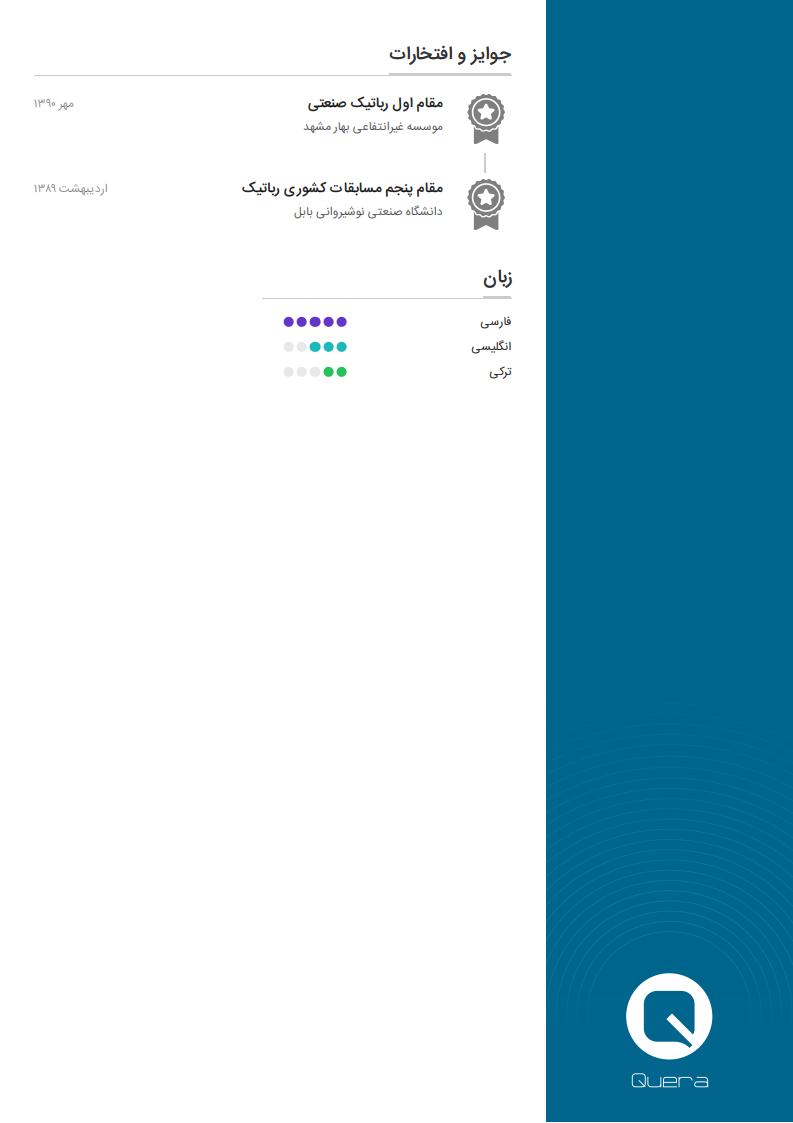 جوایز و افتخارات
مقام اول رباتیک صنعتی
مهر ۱۳۹۰
موسسه غیرانتفاعی بهار مشهد
مقام پنجم مسابقات کشوری رباتیک
اردیبهشت ۱۳۸۹
دانشگاه صنعتی نوشیروانی بابل
زبان
فارسی
انگلیسی
ترکی
Quera